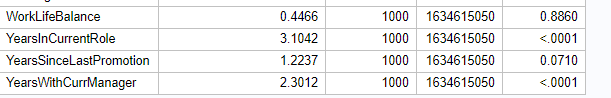 WorkLifeBalance 0.4466 1000 1634615050 0.8860
YearsInCurrentRole 3.1042 1000 1634615050 <.0001
YearsSinceLastPromotion 1.2237 1000 1634615050 0.0710
YearsWithCurrManager 2.3012 1000 1634615050 <.0001